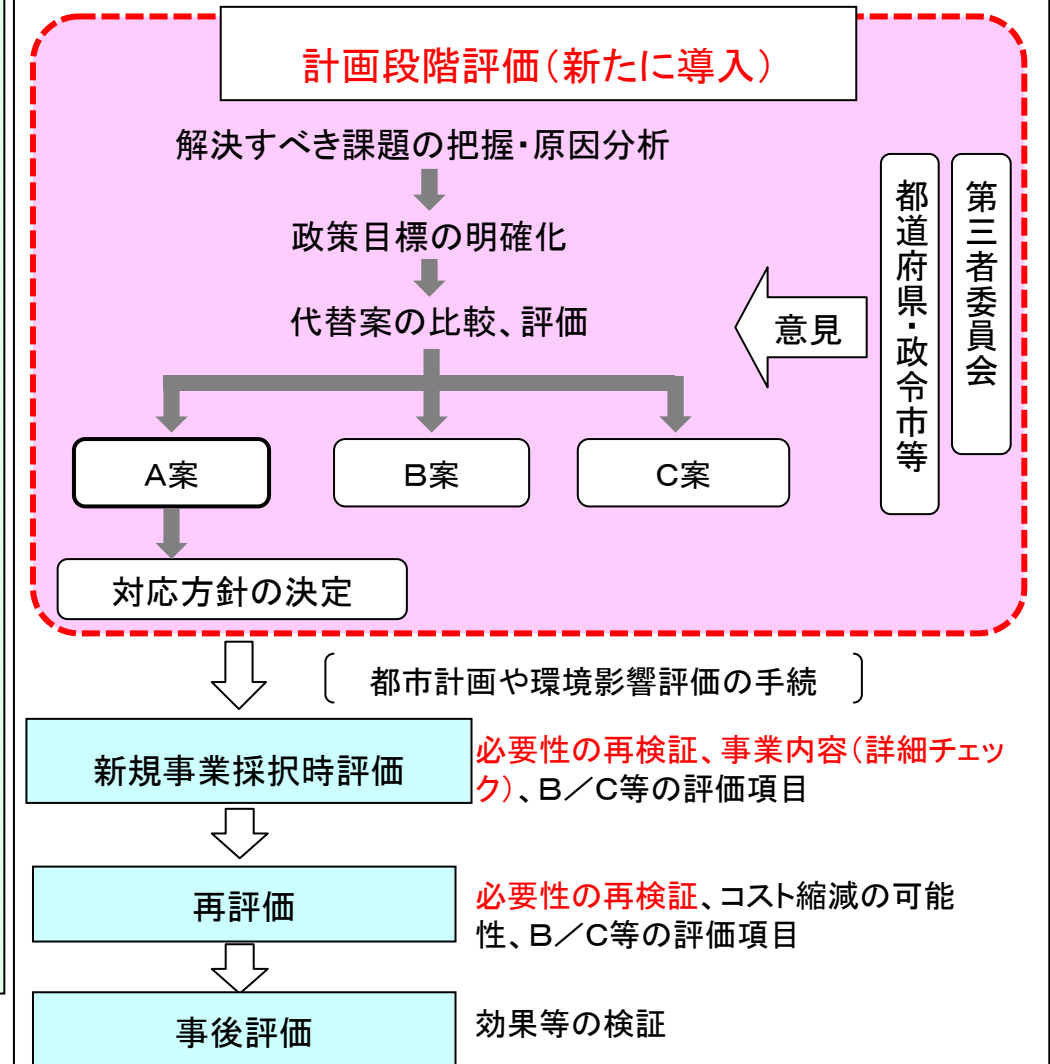 計画段階評価(新たに導入)
解決すべき課題の把握・原因分析
政策目標の明確化
代替案の比較、評価
意見
都道府県・政令市等
第三者委員会
A案
B案
C案
対応方針の決定
都市計画や環境影響評価の手続
新規事業採択時評価
必要性の再検証、事業内容(詳細チェッ
ク)、B/C等の評価項目
再評価
必要性の再検証、コスト縮減の可能
性、B/C等の評価項目
事後評価
効果等の検証